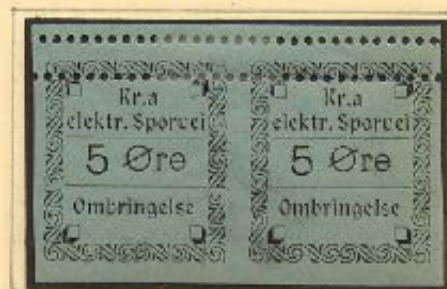 Kr.a
elektr. Sporvei
5 Øre
Ombringelse
Kr.a
elektr. Sporvei
5 Øre
Ombringelse